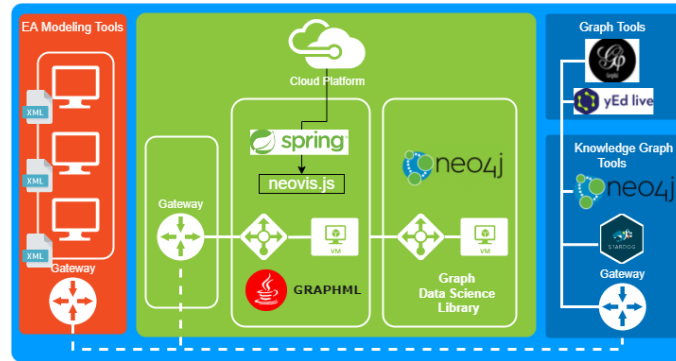 EA Modeling Tools
XML
XML
XML
Gateway
Cloud Platform
spring
neovis.js
Gateway
VM
GRAPHML
neo4j
VM
Graph
Data Science
Library
Graph Tools
Gephi
yEd live
Knowledge Graph
Tools
neo4j
STARDOG
Gateway